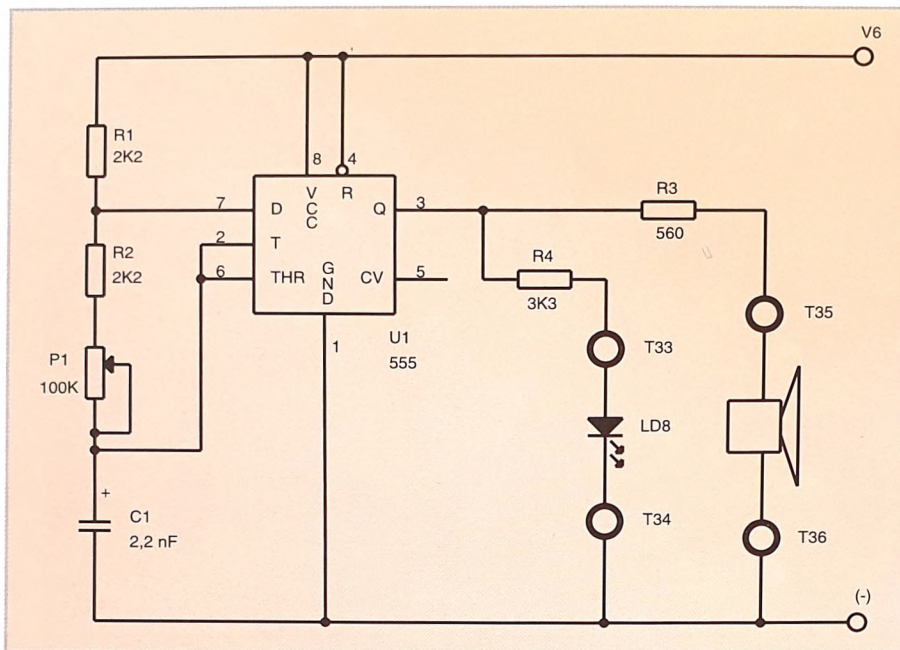 V6
R1
2K2
8
4
R3
560
7
D
V
C
C
R
Q
3
2
T
R2
2K2
6
THR
G
N
D
CV
5
R4
3K3
1
U1
555
T35
T33
P1
100K
LD8
+
C1
2,2 nF
T34
T36
(-)